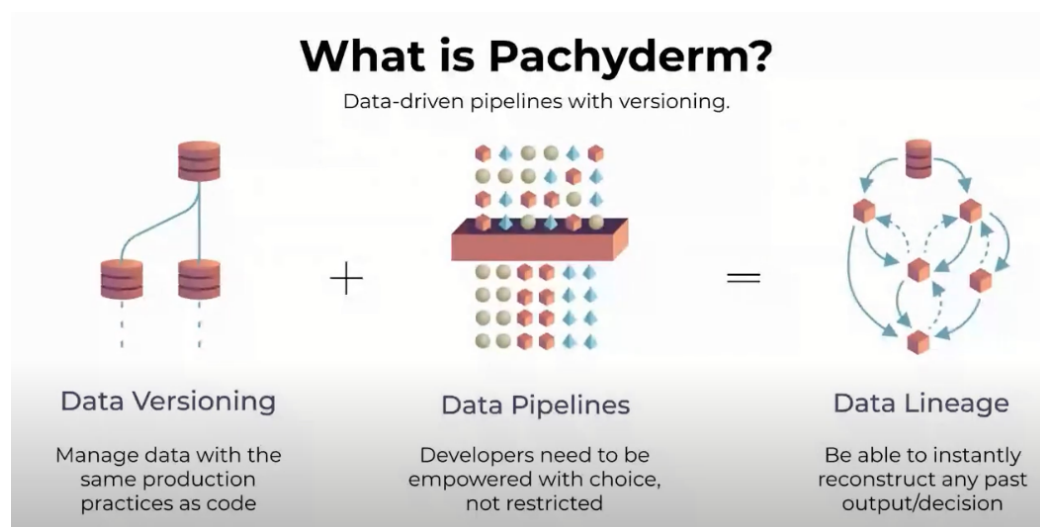 What is Pachyderm?
Data-driven pipelines with versioning.
+
=
Data Versioning
Manage data with the
same production
practices as code
Data Pipelines
Developers need to be
empowered with choice,
not restricted
Data Lineage
Be able to instantly
reconstruct any past
output/decision